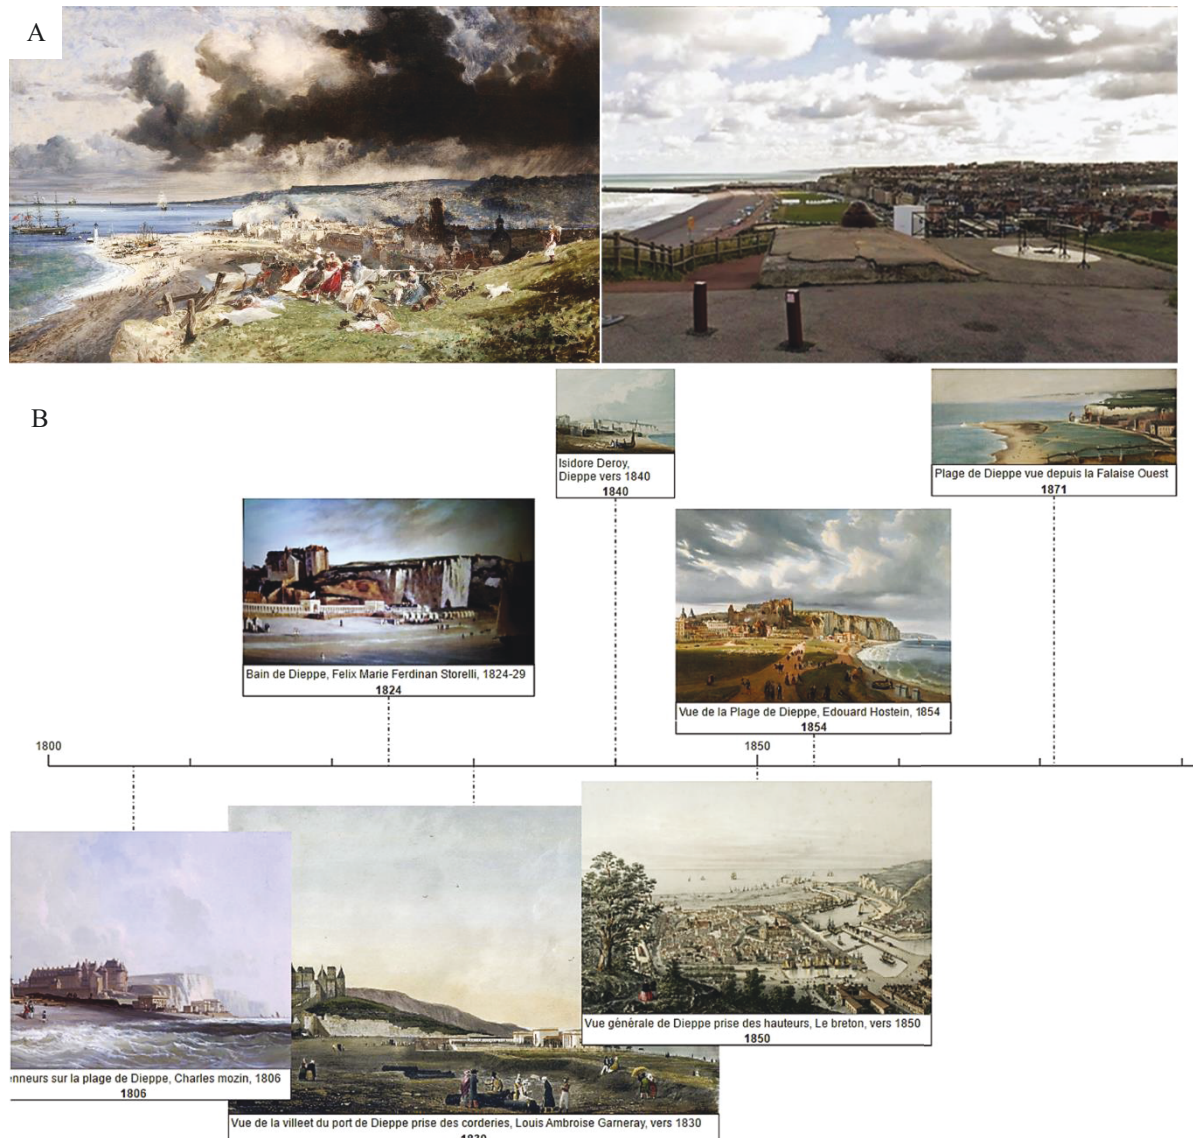 A
B
Isidore Deroy,
Dieppe vers 1840
1840
Plage de Dieppe vue depuis la Falaise Ouest
1871
Bain de Dieppe, Felix Marie Ferdinan Storelli, 1824-29
1824
Vue de la Plage de Dieppe, Edouard Hostein, 1854
1854
1800
1850
enneurs sur la plage de Dieppe, Charles mozin, 1806
1806
Vue générale de Dieppe prise des hauteurs, Le breton, vers 1850
1850
Vue de la villeet du port de Dieppe prise des corderies, Louis Ambroise Garneray, vers 1830
1830